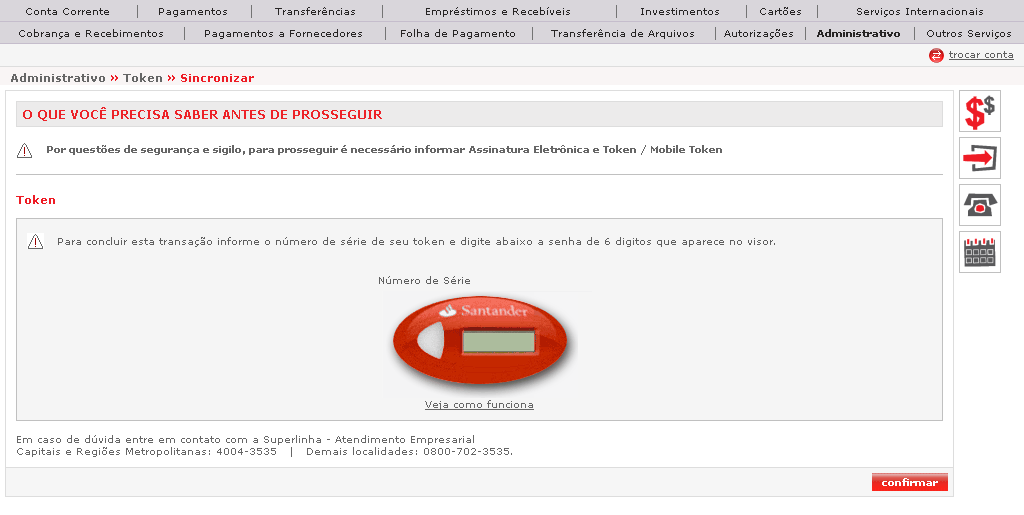 Conta Corrente | Pagamentos | Transferências | Empréstimos e Recebíveis | Investimentos | Cartões | Serviços Internacionais
Cobrança e Recebimentos | Pagamentos a Fornecedores | Folha de Pagamento | Transferência de Arquivos | Autorizações | Administrativo | Outros Serviços
trocar conta
Administrativo » Token » Sincronizar
O QUE VOCÊ PRECISA SABER ANTES DE PROSSEGUIR
Por questões de segurança e sigilo, para prosseguir é necessário informar Assinatura Eletrônica e Token / Mobile Token
Token
Para concluir esta transação informe o número de série de seu token e digite abaixo a senha de 6 digitos que aparece no visor.
Número de Série
Santander
Veja como funciona
Em caso de dúvida entre em contato com a Superlinha - Atendimento Empresarial
Capitais e Regiões Metropolitanas: 4004-3535 | Demais localidades: 0800-702-3535.
confirmar